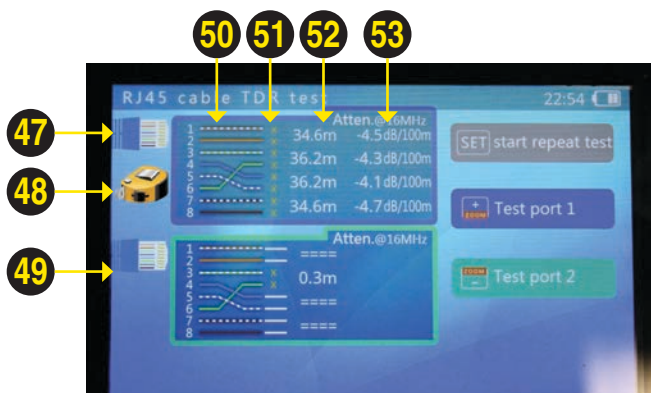 50 51 52 53
RJ45 cable TDR test 22:54
47
48
49
Atten.@16MHz
1
2 34.6m -4.5dB/100m
3
4 36.2m -4.3dB/100m
5
6 36.2m -4.1dB/100m
7
8 34.6m -4.7dB/100m
SET start repeat test
+ ZOOM Test port 1
Atten.@16MHz
1
2 ====
3 X
4 X 0.3m
5
6 ====
7
8 ====
ZOOM - Test port 2